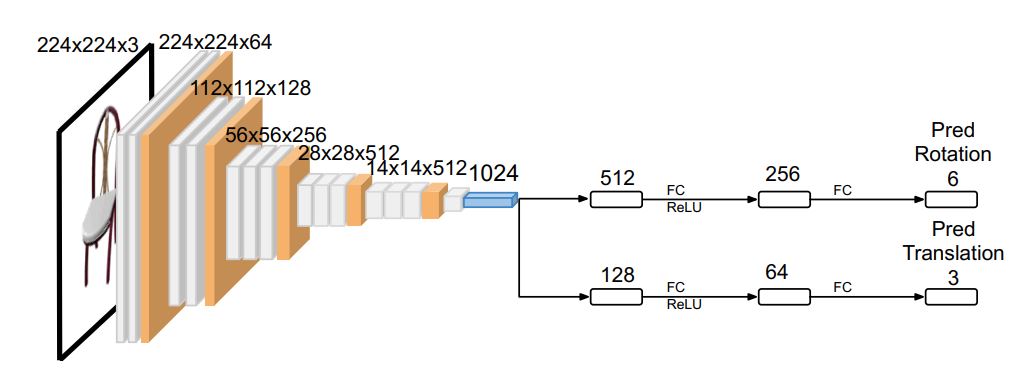 224x224x3
224x224x64
112x112x128
56x56x256
28x28x512
14x14x512
1024
512
FC
ReLU
256
FC
Pred
Rotation
6
128
FC
ReLU
64
FC
Pred
Translation
3